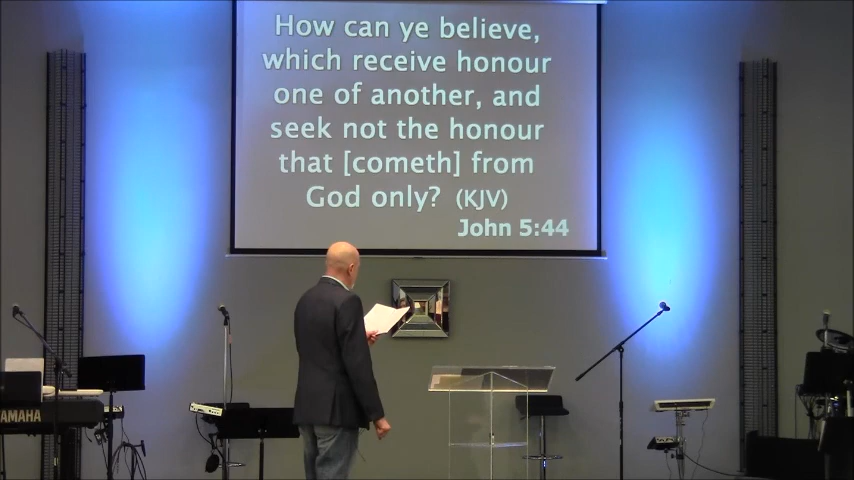 How can ye believe,
which receive honour
one of another, and
seek not the honour
that [cometh] from
God only? (KJV)
John 5:44
YAMAHA